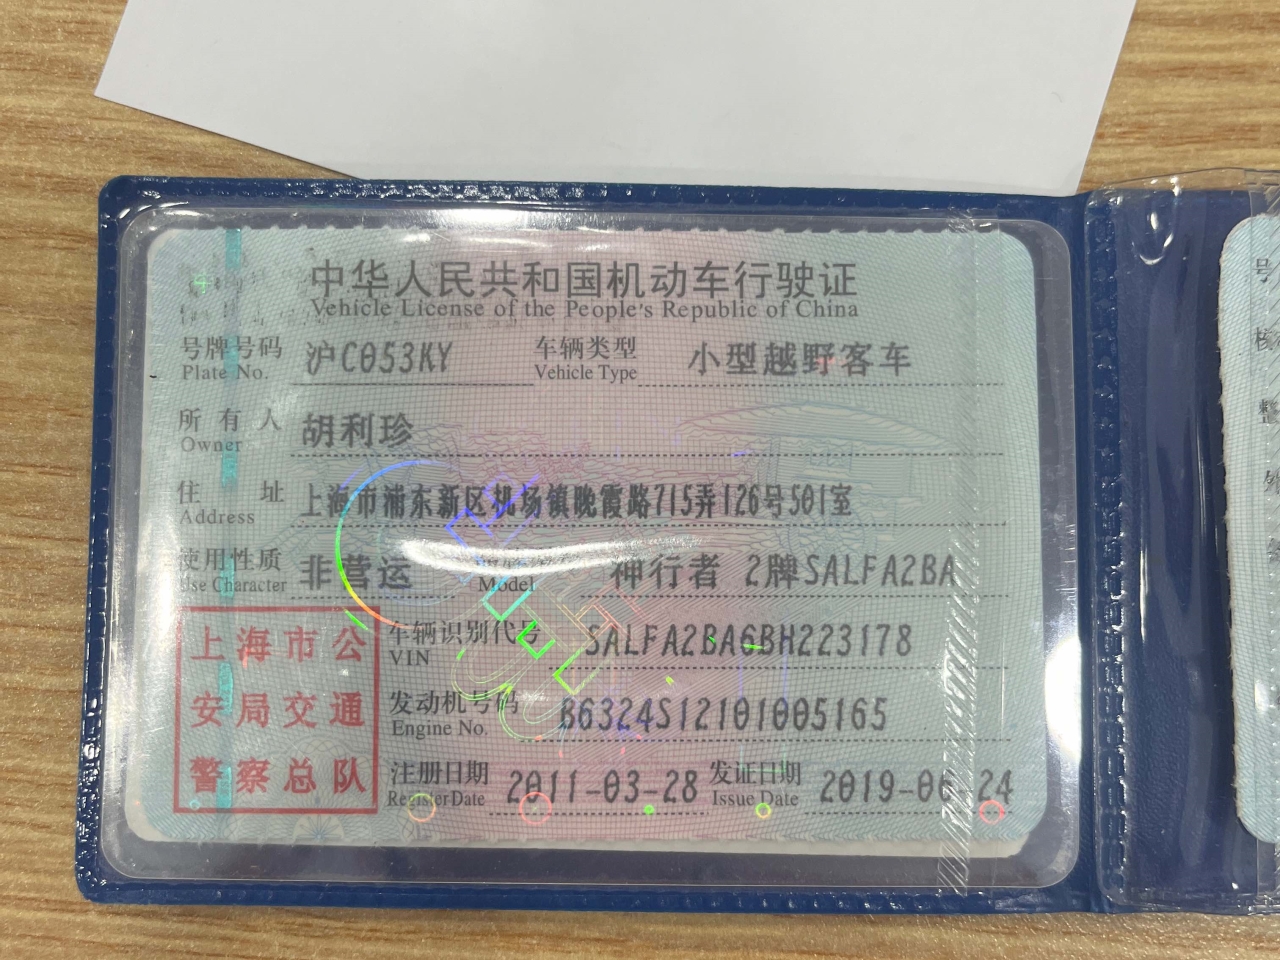 中华人民共和国机动车行驶证
Vehicle License of the People's Republic of China
号牌号码 沪C053KY 车辆类型 小型越野客车
Plate No. Vehicle Type
所有人 胡利珍
Owner
住址 上海市浦东新区机场镇晚霞路715弄126号501室
Address
使用性质 非营运 神行者 2牌SALFA2BA
Use Character Model
上海市公
安局交通
警察总队
车辆识别代号 SALFA2BA6BH223178
VIN
发动机号码 B6324S12101005165
Engine No.
注册日期 2011-03-28 发证日期 2019-06-24
Register Date Issue Date
号
核
整
外